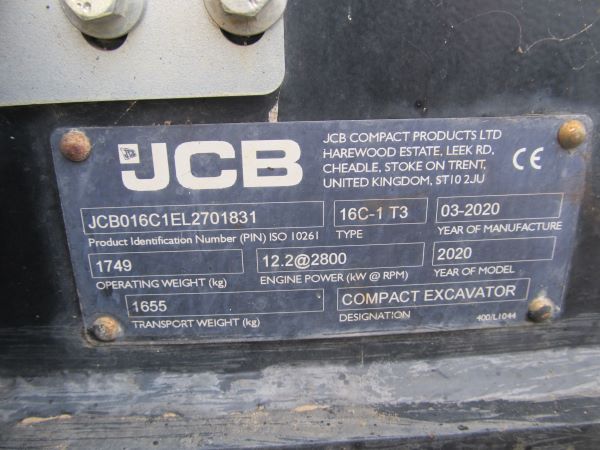 JCB
JCB COMPACT PRODUCTS LTD
HAREWOOD ESTATE, LEEK RD,
CHEADLE, STOKE ON TRENT,
UNITED KINGDOM, ST10 2JU
CE
JCB016C1EL2701831
Product Identification Number (PIN) ISO 10261
16C-1 T3
TYPE
03-2020
YEAR OF MANUFACTURE
1749
OPERATING WEIGHT (kg)
12.2@2800
ENGINE POWER (kW @ RPM)
2020
YEAR OF MODEL
1655
TRANSPORT WEIGHT (kg)
COMPACT EXCAVATOR
DESIGNATION
400/L1044